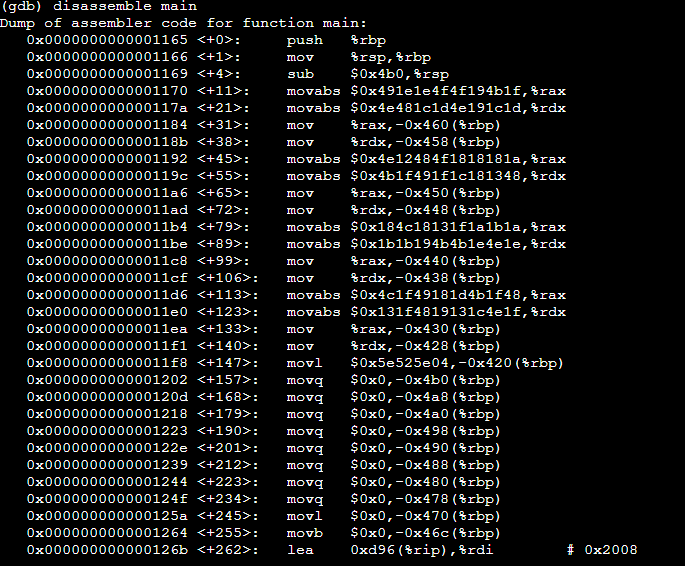 (gdb) disassemble main
Dump of assembler code for function main:
0x0000000000001165 <+0>: push %rbp
0x0000000000001166 <+1>: mov %rsp,%rbp
0x0000000000001169 <+4>: sub $0x4b0,%rsp
0x0000000000001170 <+11>: movabs $0x491e1e4f4f194b1f,%rax
0x000000000000117a <+21>: movabs $0x4e481c1d4e191c1d,%rdx
0x0000000000001184 <+31>: mov %rax,-0x460(%rbp)
0x000000000000118b <+38>: mov %rdx,-0x458(%rbp)
0x0000000000001192 <+45>: movabs $0x4e12484f1818181a,%rax
0x000000000000119c <+55>: movabs $0x4b1f491f1c181348,%rdx
0x00000000000011a6 <+65>: mov %rax,-0x450(%rbp)
0x00000000000011ad <+72>: mov %rdx,-0x448(%rbp)
0x00000000000011b4 <+79>: movabs $0x184c18131f1a1b1a,%rax
0x00000000000011be <+89>: movabs $0x1b1b194b4b1e4e1e,%rdx
0x00000000000011c8 <+99>: mov %rax,-0x440(%rbp)
0x00000000000011cf <+106>: mov %rdx,-0x438(%rbp)
0x00000000000011d6 <+113>: movabs $0x4c1f49181d4b1f48,%rax
0x00000000000011e0 <+123>: movabs $0x131f4819131c4e1f,%rdx
0x00000000000011ea <+133>: mov %rax,-0x430(%rbp)
0x00000000000011f1 <+140>: mov %rdx,-0x428(%rbp)
0x00000000000011f8 <+147>: movl $0x5e525e04,-0x420(%rbp)
0x0000000000001202 <+157>: movq $0x0,-0x4b0(%rbp)
0x000000000000120d <+168>: movq $0x0,-0x4a8(%rbp)
0x0000000000001218 <+179>: movq $0x0,-0x4a0(%rbp)
0x0000000000001223 <+190>: movq $0x0,-0x498(%rbp)
0x000000000000122e <+201>: movq $0x0,-0x490(%rbp)
0x0000000000001239 <+212>: movq $0x0,-0x488(%rbp)
0x0000000000001244 <+223>: movq $0x0,-0x480(%rbp)
0x000000000000124f <+234>: movq $0x0,-0x478(%rbp)
0x000000000000125a <+245>: movl $0x0,-0x470(%rbp)
0x0000000000001264 <+255>: movb $0x0,-0x46c(%rbp)
0x000000000000126b <+262>: lea 0xd96(%rip),%rdi # 0x2008